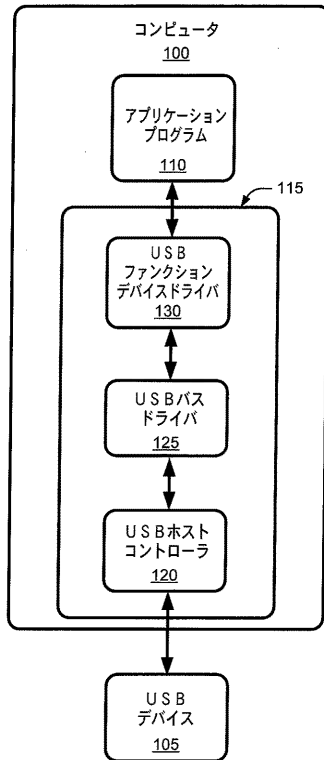 コンピュータ
100
アプリケーション
プログラム
110
115
USB
ファンクション
デバイスドライバ
130
USBバス
ドライバ
125
USBホスト
コントローラ
120
USB
デバイス
105